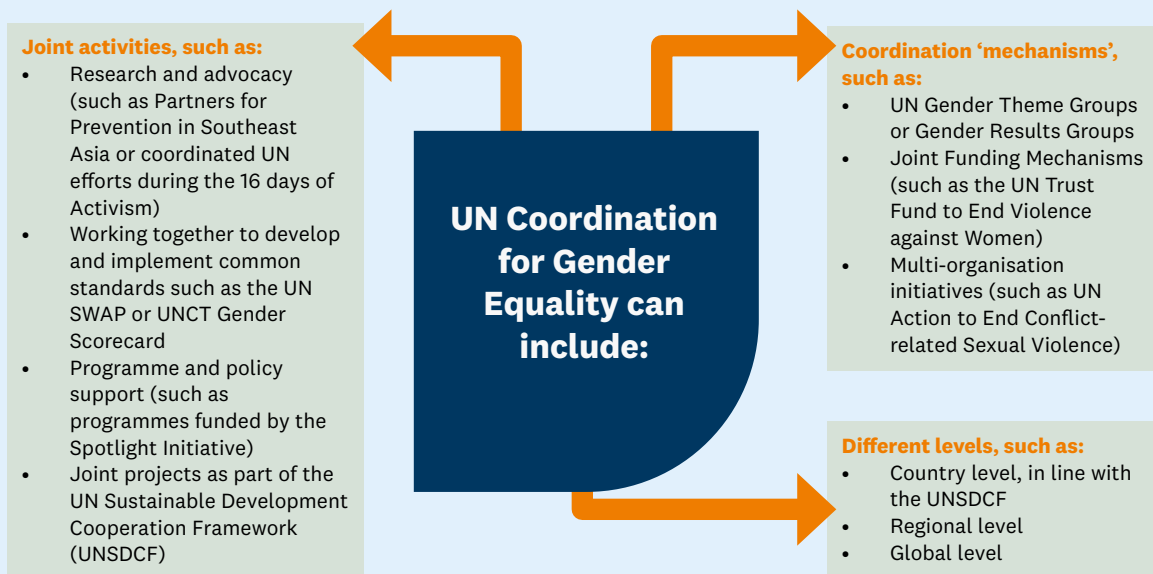 Joint activities, such as:
• Research and advocacy
(such as Partners for
Prevention in Southeast
Asia or coordinated UN
efforts during the 16 days of
Activism)
• Working together to develop
and implement common
standards such as the UN
SWAP or UNCT Gender
Scorecard
• Programme and policy
support (such as
programmes funded by the
Spotlight Initiative)
• Joint projects as part of the
UN Sustainable Development
Cooperation Framework
(UNSDCF)
UN Coordination
for Gender
Equality can
include:
Coordination ‘mechanisms’,
such as:
• UN Gender Theme Groups
or Gender Results Groups
• Joint Funding Mechanisms
(such as the UN Trust
Fund to End Violence
against Women)
• Multi-organisation
initiatives (such as UN
Action to End Conflict-
related Sexual Violence)
Different levels, such as:
• Country level, in line with
the UNSDCF
• Regional level
• Global level